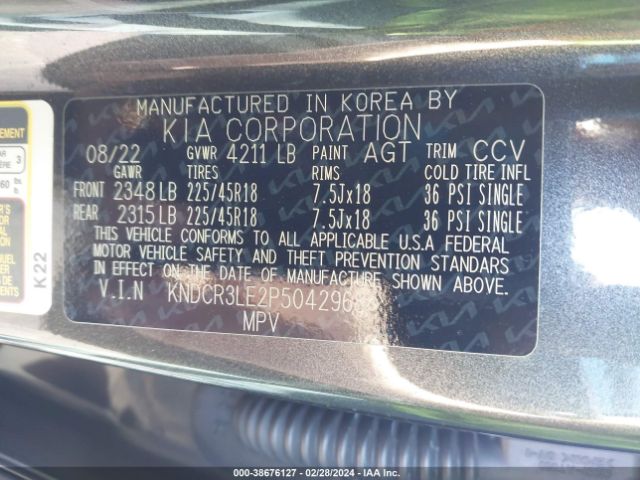 MANUFACTURED IN KOREA BY
KIA CORPORATION
08/22 GVWR 4211 LB PAINT AGT TRIM CCV
GAWR TIRES RIMS COLD TIRE INFL
FRONT 2348 LB 225/45R18 7.5Jx18 36 PSI SINGLE
REAR 2315 LB 225/45R18 7.5Jx18 36 PSI SINGLE
THIS VEHICLE CONFORMS TO ALL APPLICABLE U.S.A FEDERAL
MOTOR VEHICLE SAFETY AND THEFT PREVENTION STANDARDS
IN EFFECT ON THE DATE OF MANUFACTURE SHOWN ABOVE.
V.I.N
MPV
K22
3
000-38676127 - 02/28/2024 - IAA Inc.